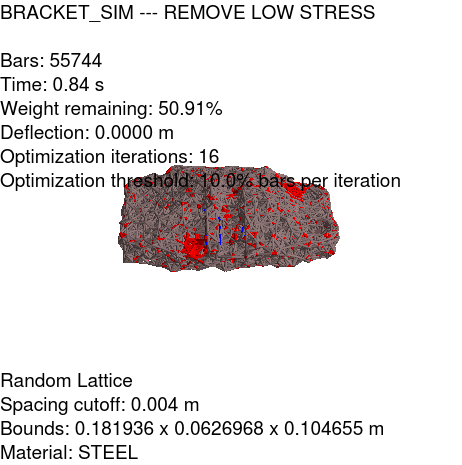 BRACKET_SIM --- REMOVE LOW STRESS
Bars: 55744
Time: 0.84 s
Weight remaining: 50.91%
Deflection: 0.0000 m
Optimization iterations: 16
Optimization threshold: 10.0% bars per iteration
Random Lattice
Spacing cutoff: 0.004 m
Bounds: 0.181936 x 0.0626968 x 0.104655 m
Material: STEEL